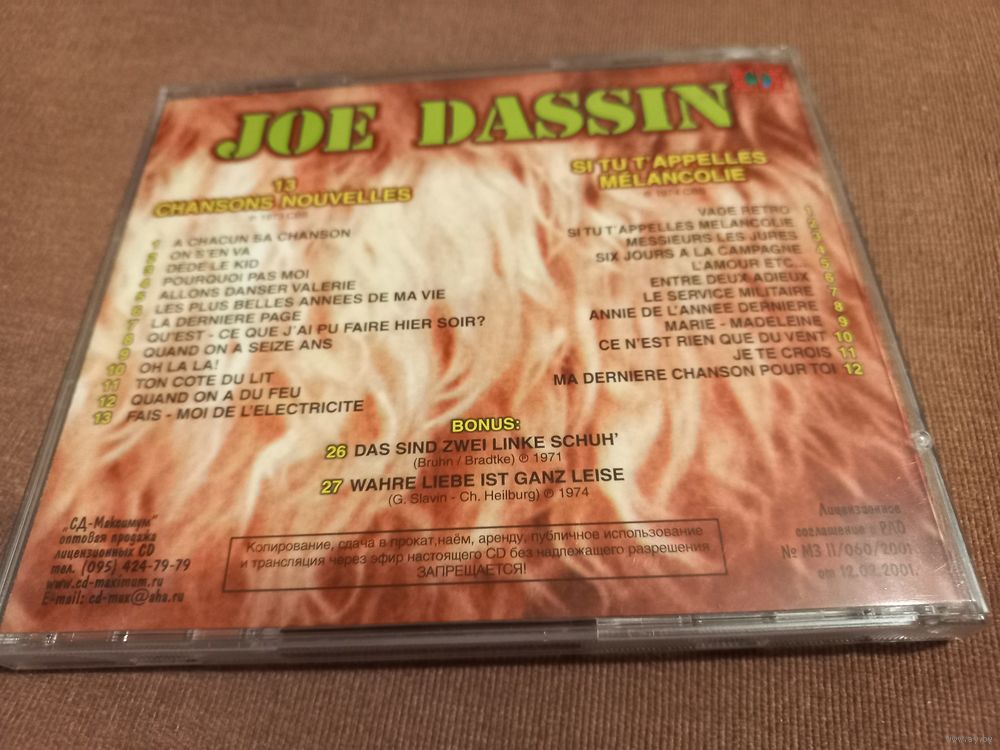 JOE DASSIN
13
CHANSONS NOUVELLES
℗ 1973 CBS
1 A CHACUN SA CHANSON
2 ON S'EN VA
3 DEDE LE KID
4 POURQUOI PAS MOI
5 ALLONS DANSER VALERIE
6 LES PLUS BELLES ANNEES DE MA VIE
7 LA DERNIERE PAGE
8 QU'EST - CE QUE J'AI PU FAIRE HIER SOIR?
9 QUAND ON A SEIZE ANS
10 OH LA LA!
11 TON COTE DU LIT
12 QUAND ON A DU FEU
13 FAIS - MOI DE L'ELECTRICITE
SI TU T'APPELLES
MÉLANCOLIE
℗ 1974 CBS
VADE RETRO 1
SI TU T'APPELLES MELANCOLIE 2
MESSIEURS LES JURES 3
SIX JOURS A LA CAMPAGNE 4
L'AMOUR ETC... 5
ENTRE DEUX ADIEUX 6
LE SERVICE MILITAIRE 7
ANNIE DE L'ANNEE DERNIERE 8
MARIE - MADELEINE 9
CE N'EST RIEN QUE DU VENT 10
JE TE CROIS 11
MA DERNIERE CHANSON POUR TOI 12
BONUS:
26 DAS SIND ZWEI LINKE SCHUH'
(Bruhn / Bradtke) ℗ 1971
27 WAHRE LIEBE IST GANZ LEISE
(G. Slavin - Ch. Heilburg) ℗ 1974
„СД-Максимум"
оптовая продажа
лицензионных CD
тел. (095) 424-79-79
www.cd-maximum.ru
E-mail: cd-max@aha.ru
Копирование, сдача в прокат,наём, аренду, публичное использование
и трансляция через эфир настоящего CD без надлежащего разрешения
ЗАПРЕЩАЕТСЯ!
Лицензионное
соглашение с РАО
№ МЗ II/060/2001
от 12.02.2001.
www.ay.by